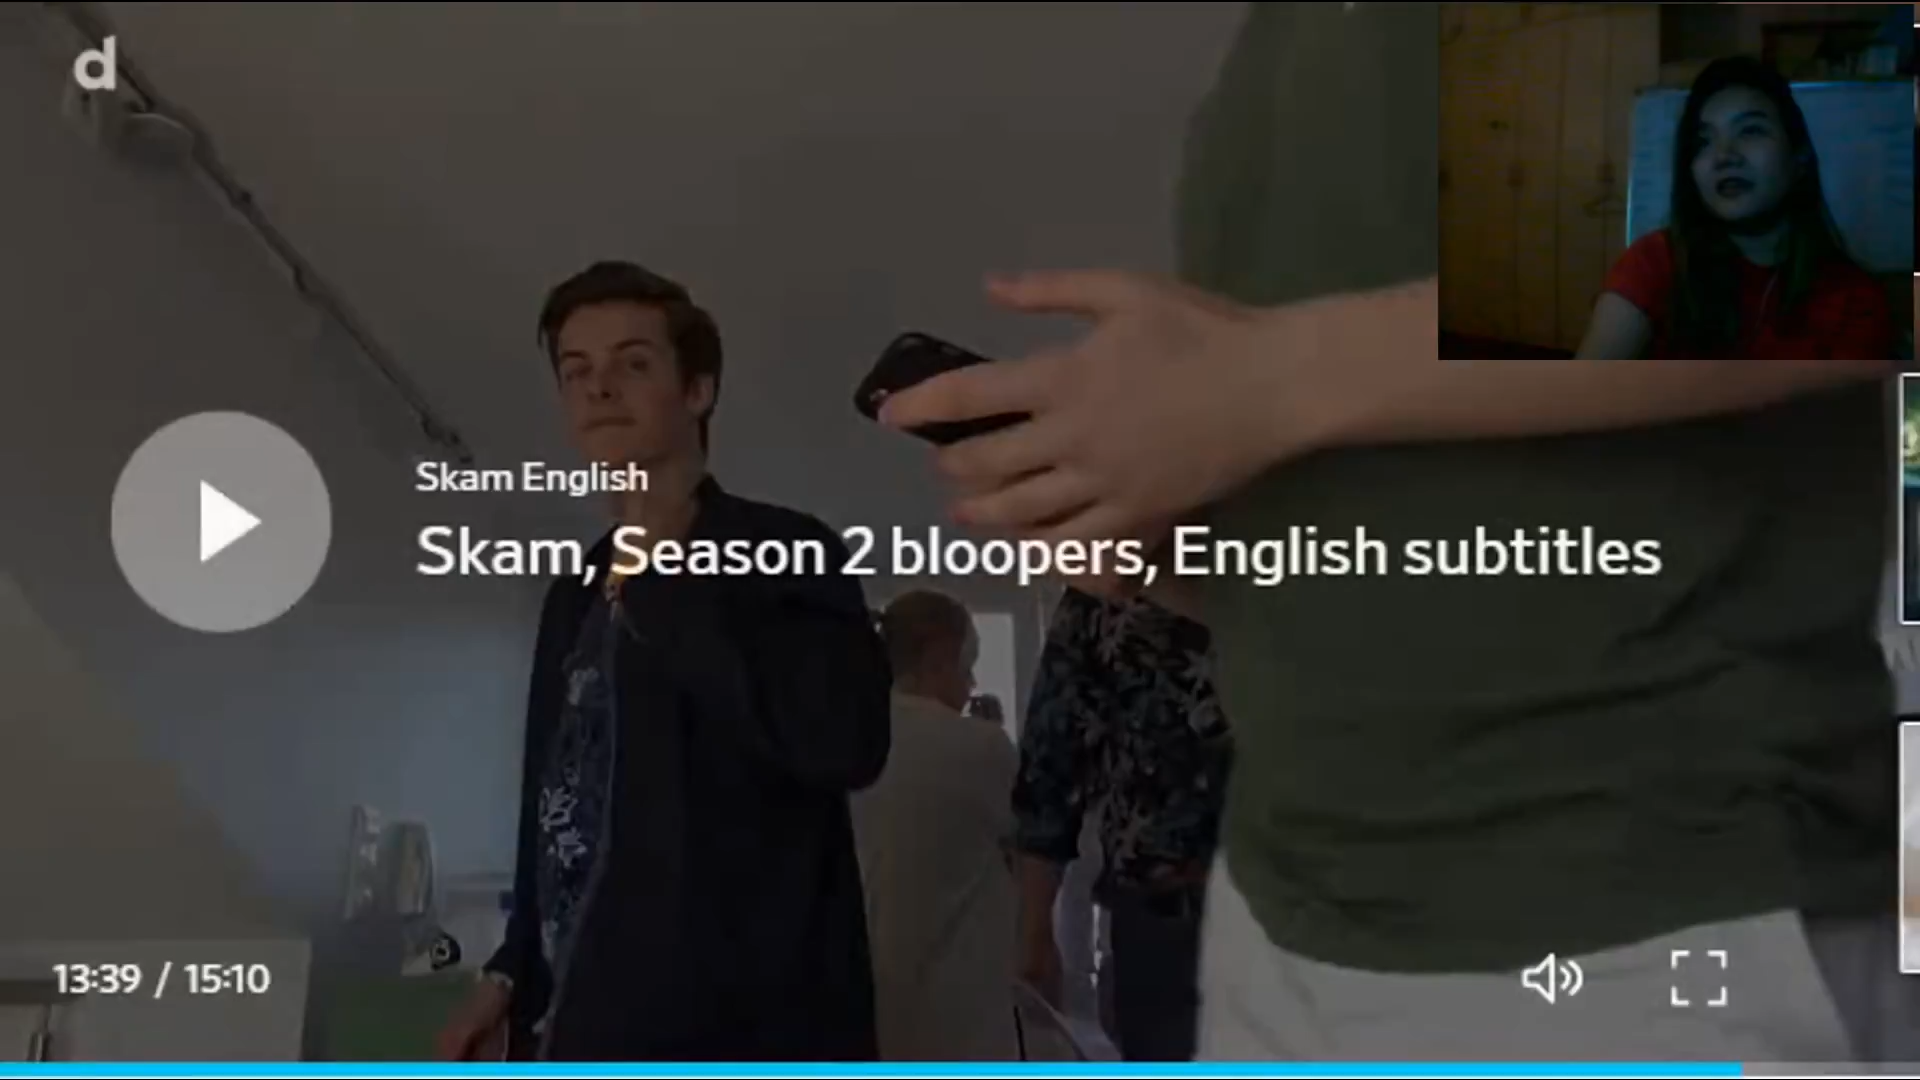 d
Skam English
Skam, Season 2 bloopers, English subtitles
13:39 / 15:10